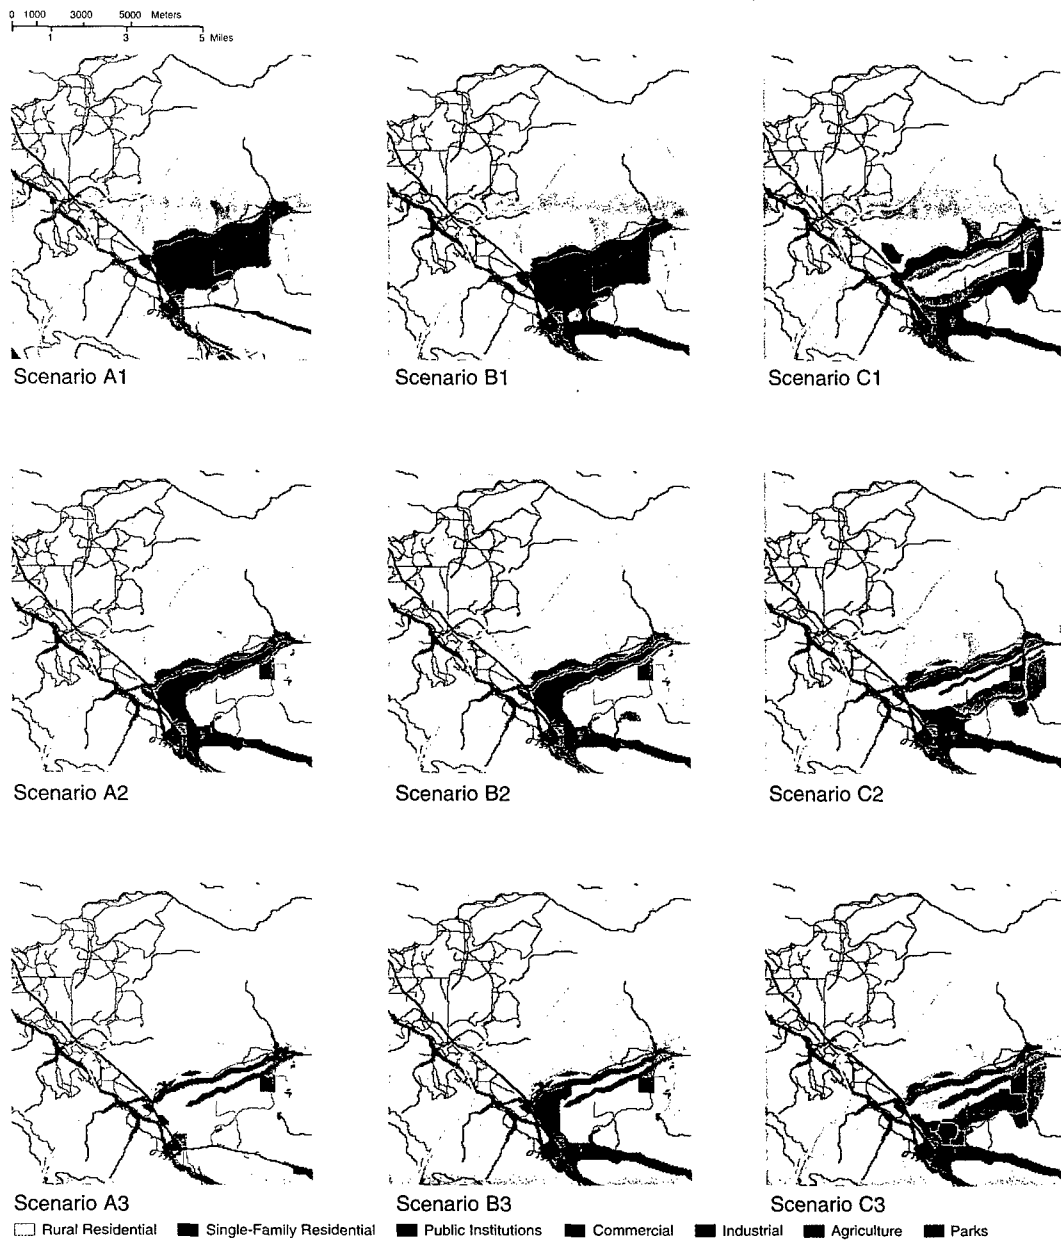 0 1000 3000 5000 Meters
1 3 5 Miles
Scenario A1
Scenario B1
Scenario C1
Scenario A2
Scenario B2
Scenario C2
Scenario A3
Scenario B3
Scenario C3
Rural Residential Single-Family Residential Public Institutions Commercial Industrial Agriculture Parks